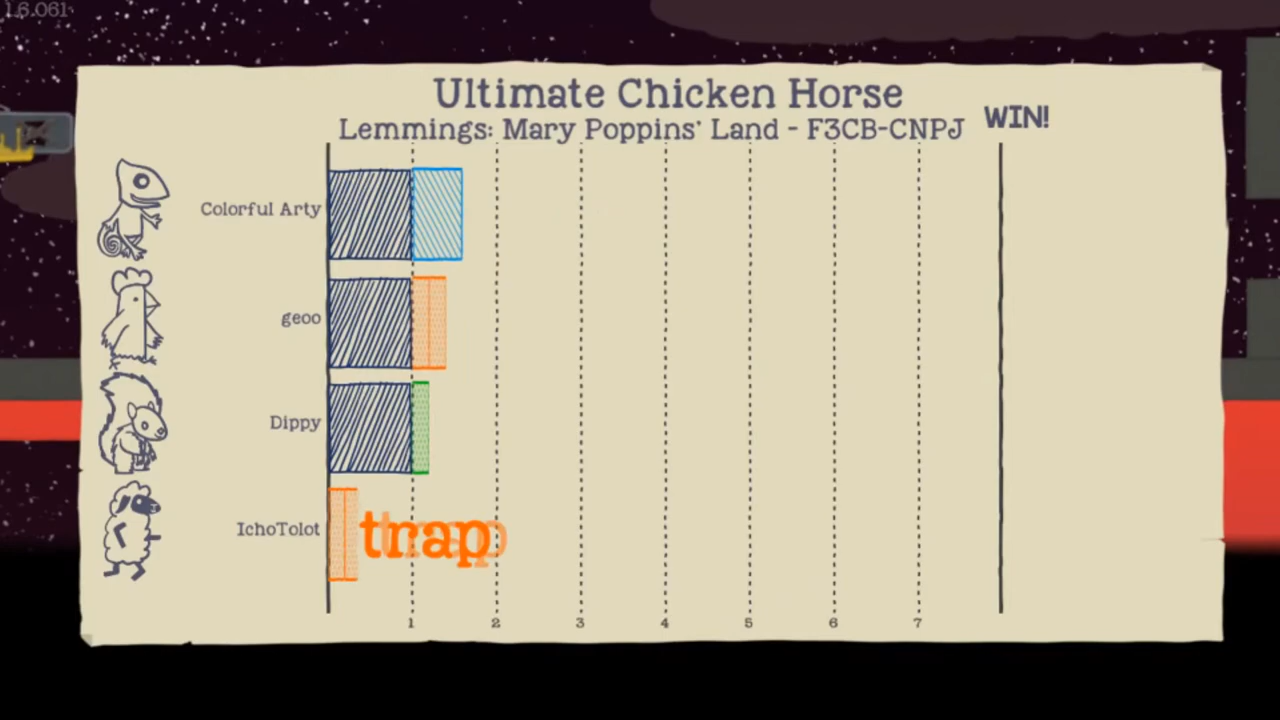 1.6.061
Ultimate Chicken Horse
Lemmings: Mary Poppins' Land - F3CB-CNPJ
WIN!
Colorful Arty
geoo
Dippy
IchoTolot
trap
1 2 3 4 5 6 7